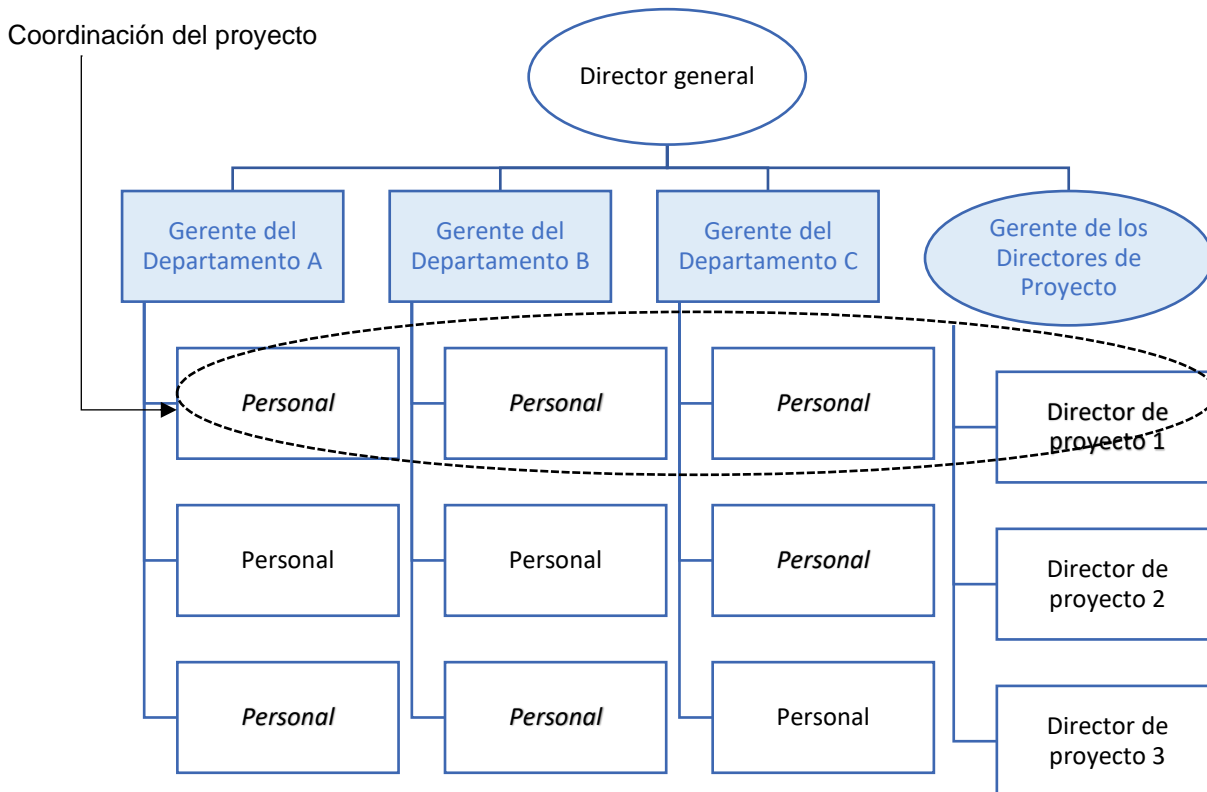 Coordinación del proyecto
Director general
Gerente del
Departamento A
Gerente del
Departamento B
Gerente del
Departamento C
Gerente de los
Directores de
Proyecto
Personal
Personal
Personal
Director de
proyecto 1
Personal
Personal
Personal
Director de
proyecto 2
Personal
Personal
Personal
Director de
proyecto 3